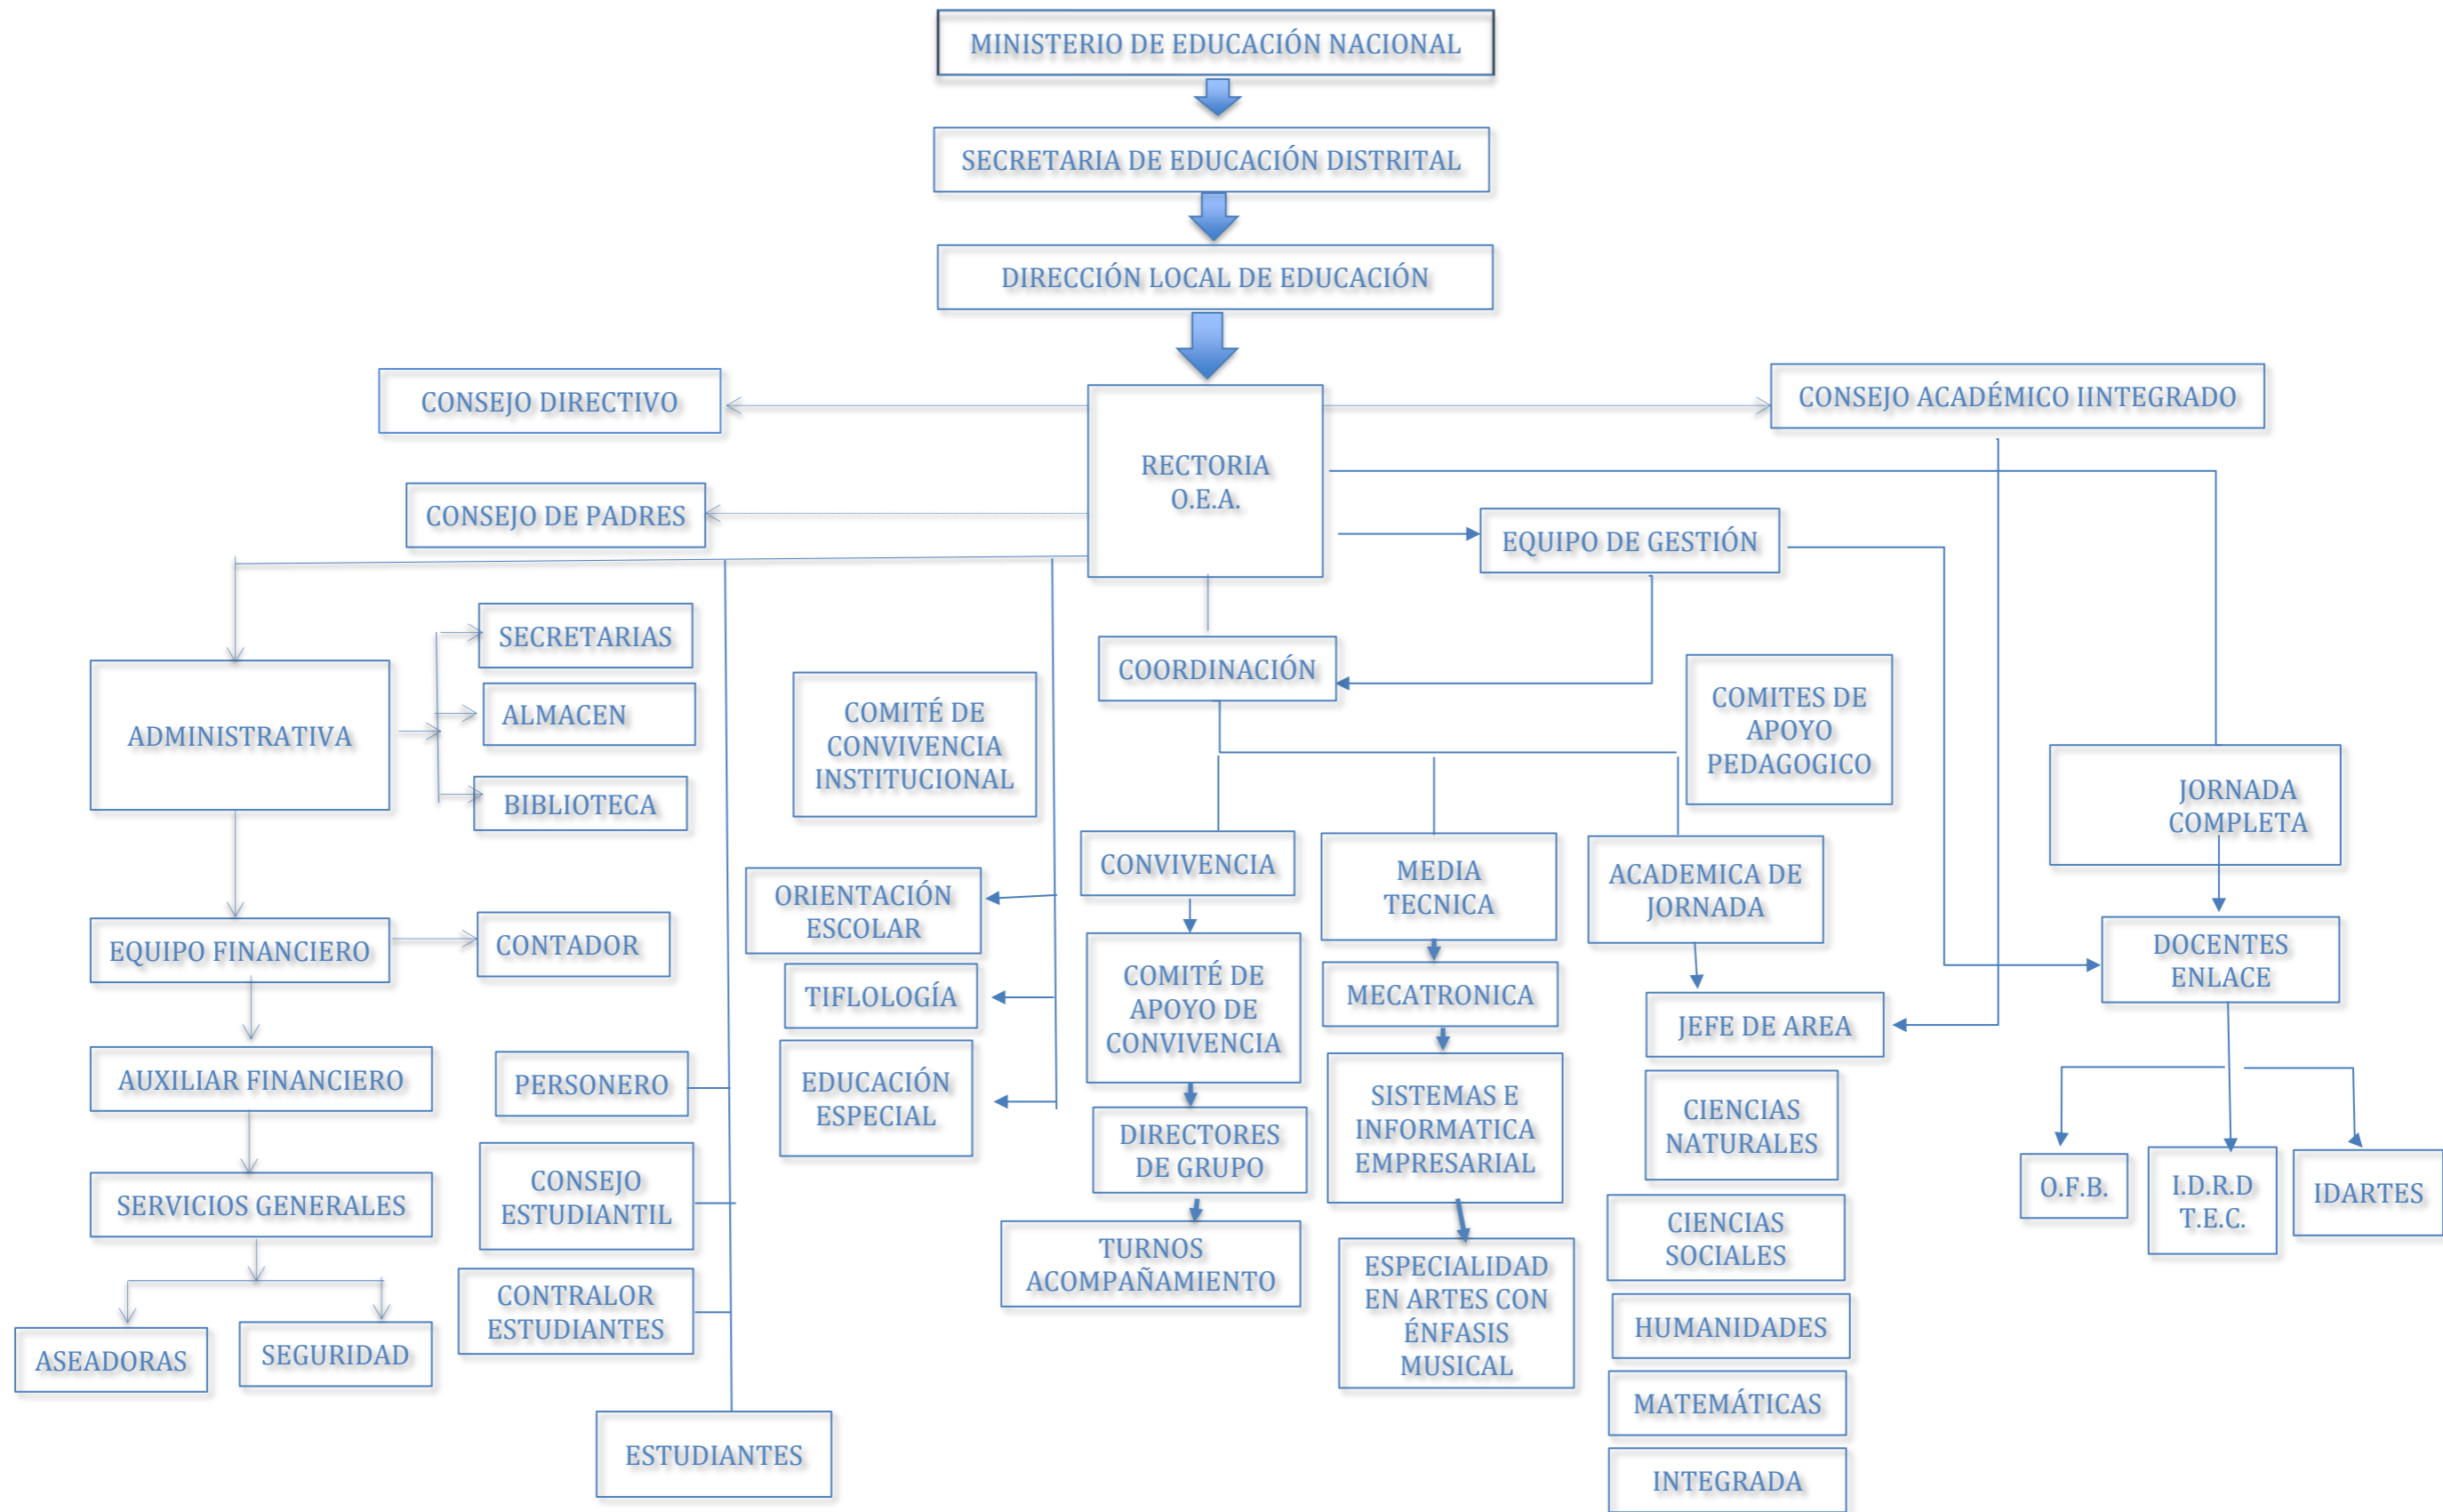 MINISTERIO DE EDUCACIÓN NACIONAL
SECRETARIA DE EDUCACIÓN DISTRITAL
DIRECCIÓN LOCAL DE EDUCACIÓN
CONSEJO DIRECTIVO
CONSEJO ACADÉMICO IINTEGRADO
RECTORIA
O.E.A.
CONSEJO DE PADRES
EQUIPO DE GESTIÓN
SECRETARIAS
ALMACEN
BIBLIOTECA
ADMINISTRATIVA
COMITÉ DE
CONVIVENCIA
INSTITUCIONAL
COORDINACIÓN
COMITES DE
APOYO
PEDAGOGICO
JORNADA
COMPLETA
CONVIVENCIA
MEDIA
TECNICA
ACADEMICA DE
JORNADA
ORIENTACIÓN
ESCOLAR
TIFLOLOGÍA
EDUCACIÓN
ESPECIAL
EQUIPO FINANCIERO
CONTADOR
COMITÉ DE
APOYO DE
CONVIVENCIA
MECATRONICA
JEFE DE AREA
DOCENTES
ENLACE
AUXILIAR FINANCIERO
PERSONERO
DIRECTORES
DE GRUPO
SISTEMAS E
INFORMATICA
EMPRESARIAL
CIENCIAS
NATURALES
O.F.B.
I.D.R.D
T.E.C.
IDARTES
SERVICIOS GENERALES
CONSEJO
ESTUDIANTIL
TURNOS
ACOMPAÑAMIENTO
CIENCIAS
SOCIALES
CONTRALOR
ESTUDIANTES
ESPECIALIDAD
EN ARTES CON
ÉNFASIS
MUSICAL
HUMANIDADES
ASEADORAS
SEGURIDAD
MATEMÁTICAS
ESTUDIANTES
INTEGRADA